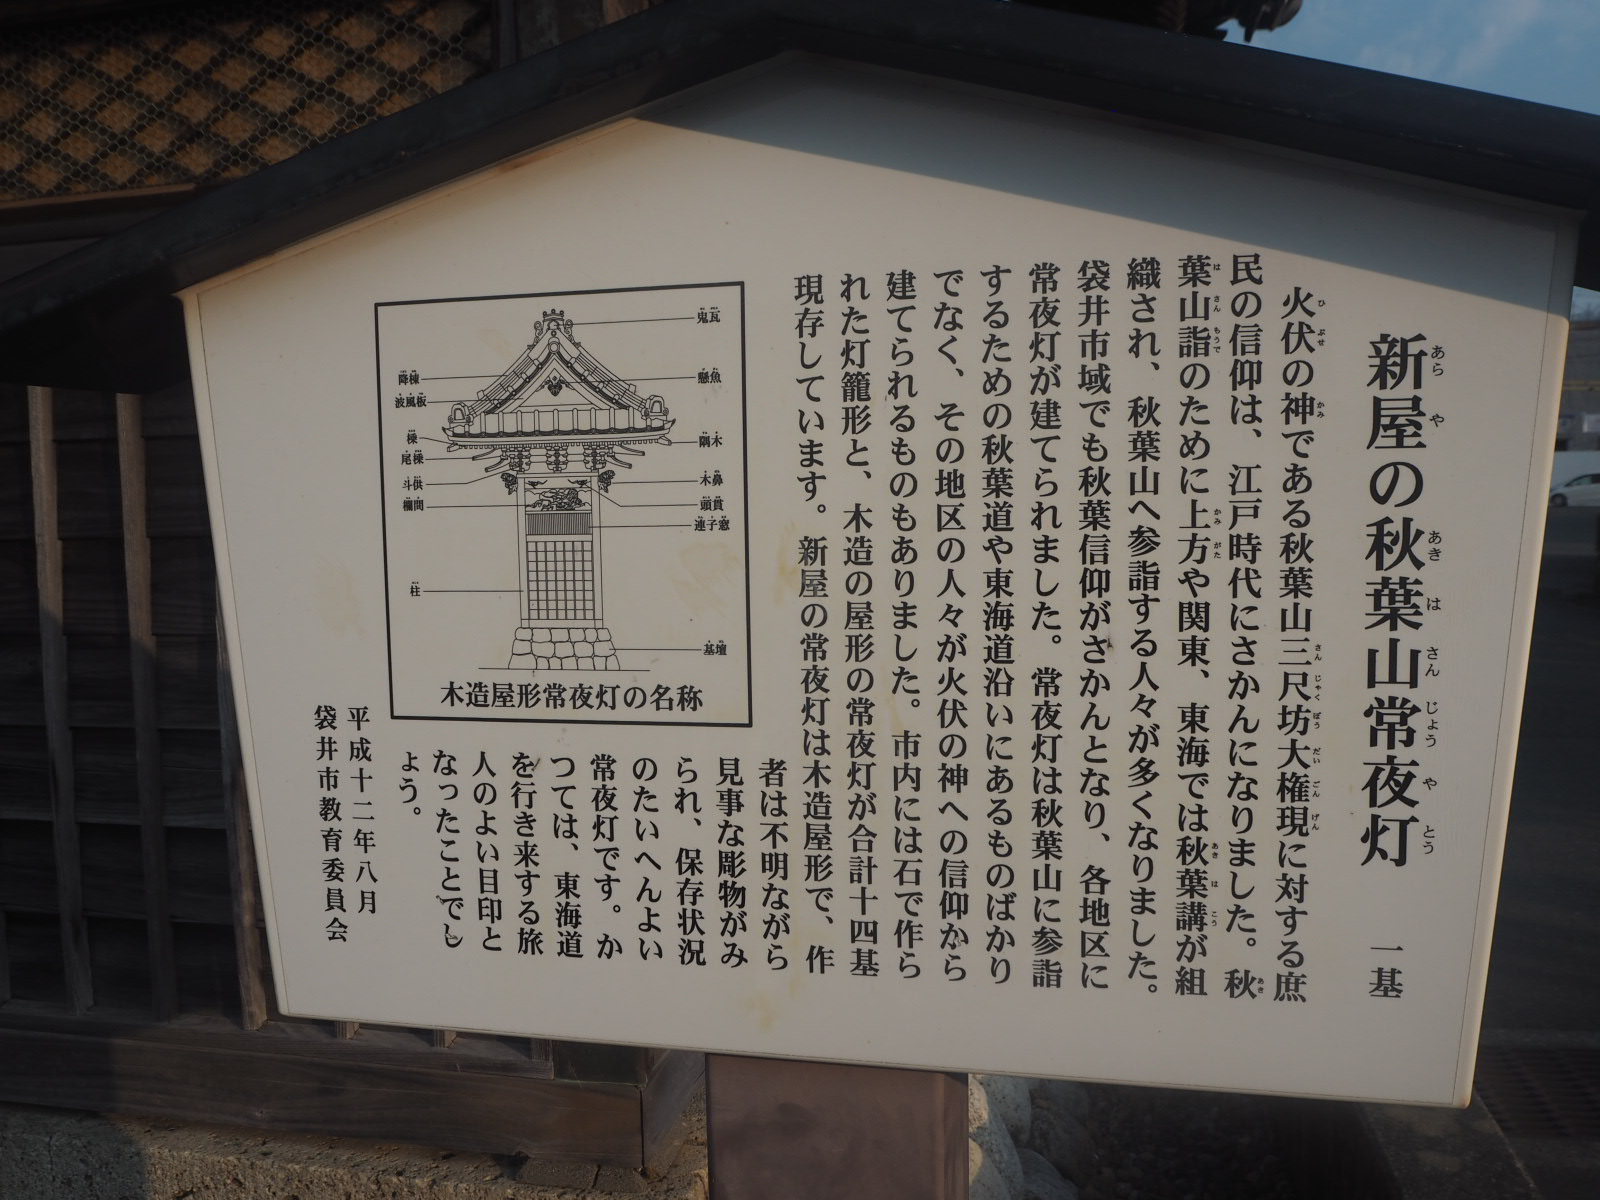 新屋の秋葉山常夜灯 一基
火伏の神である秋葉山三尺坊大権現に対する庶
民の信仰は、江戸時代にさかんになりました。秋
葉山詣のために上方や関東、東海では秋葉講が組
織され、秋葉山へ参詣する人々が多くなりました。
袋井市域でも秋葉信仰がさかんとなり、各地区に
常夜灯が建てられました。常夜灯は秋葉山に参詣
するための秋葉道や東海道沿いにあるものばかり
でなく、その地区の人々が火伏の神への信仰から
建てられるものもありました。市内には石で作ら
れた灯籠形と、木造の屋形の常夜灯が合計十四基
現存しています。新屋の常夜灯は木造屋形で、作
者は不明ながら
見事な彫物がみ
られ、保存状況
のたいへんよい
常夜灯です。か
つては、東海道
を行き来する旅
人のよい目印と
なったことでし
ょう。
平成十二年八月
袋井市教育委員会
鬼瓦
懸魚
隅木
木鼻
頭貫
連子窓
基壇
降棟
波風板
棰
尾棰
斗供
欄間
柱
木造屋形常夜灯の名称